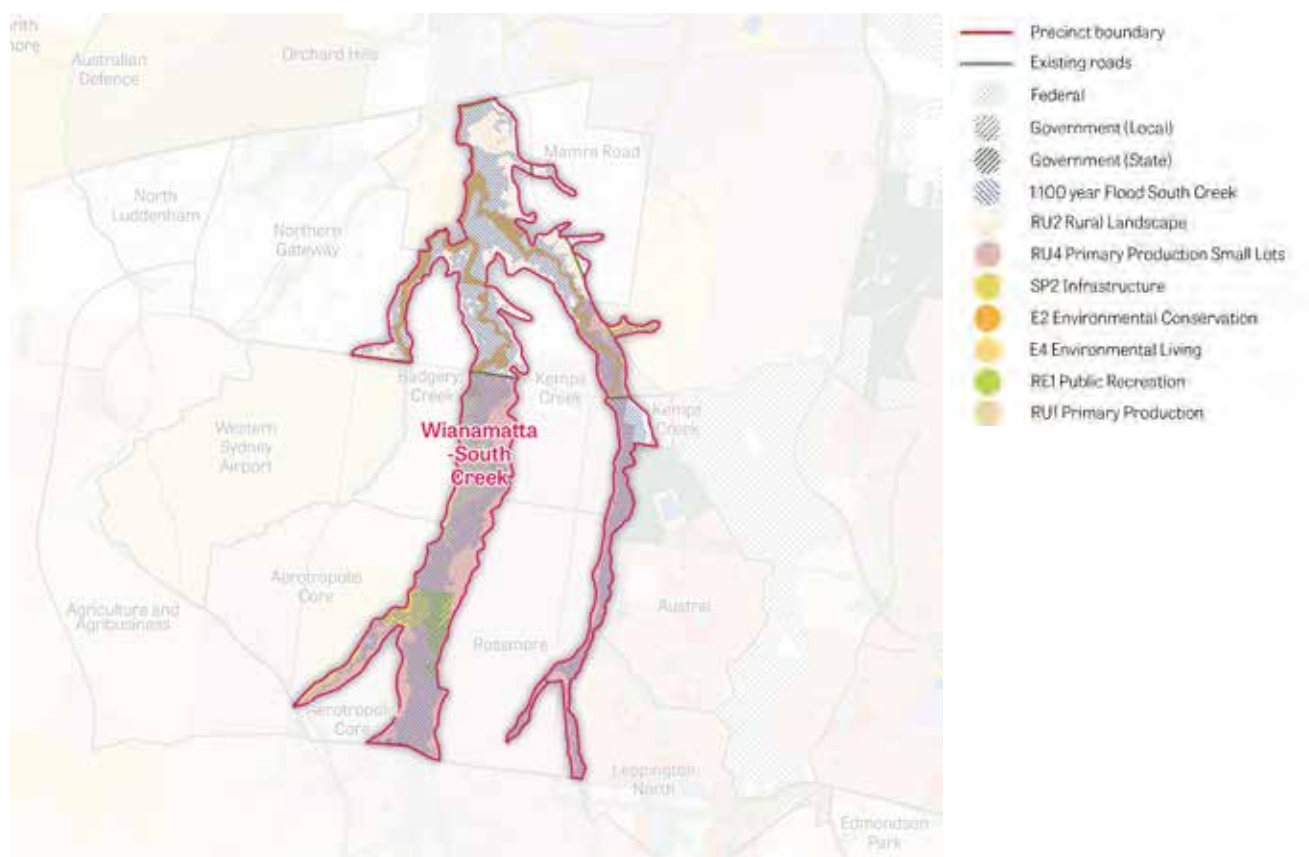 Orchard Hills
Australian
Defence
Mamre Road
North
Luddenham
Northern
Gateway
Badgerys
Creek
Kemps
Creek
Kemps
Creek
Wianamatta
-South
Creek
Western
Sydney
Airport
Aerotropolis
Core
Agriculture and
Agribusiness
Austral
Rossmore
Aerotropolis
Core
Leppington
North
Edmondson
Park
Precinct boundary
Existing roads
Federal
Government (Local)
Government (State)
1:100 year Flood South Creek
RU2 Rural Landscape
RU4 Primary Production Small Lots
SP2 Infrastructure
E2 Environmental Conservation
E4 Environmental Living
RE1 Public Recreation
RU1 Primary Production